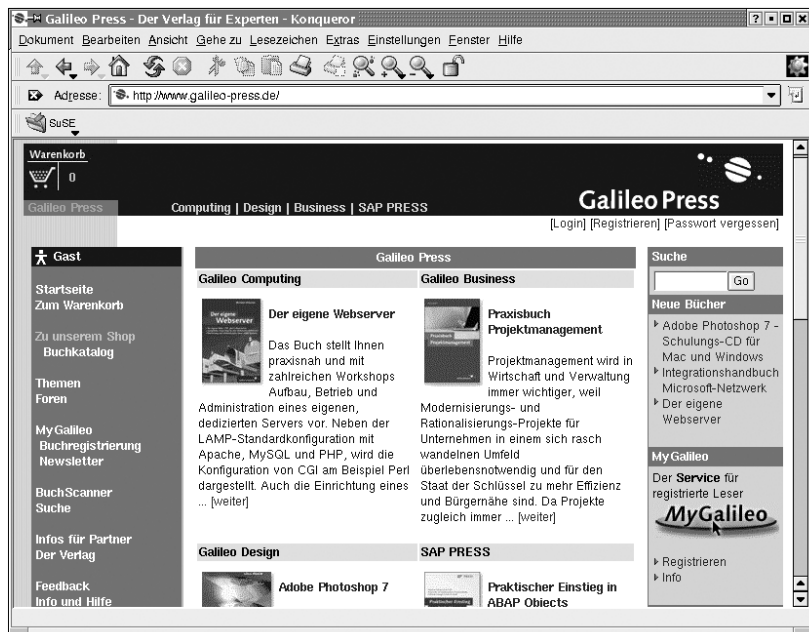 Galileo Press - Der Verlag für Experten - Konqueror
Dokument Bearbeiten Ansicht Gehe zu Lesezeichen Extras Einstellungen Fenster Hilfe
Adresse: http://www.galileo-press.de/
SuSE
Warenkorb
0
Galileo Press
Computing | Design | Business | SAP PRESS
Galileo Press
[Login] [Registrieren] [Passwort vergessen]
Gast
Startseite
Zum Warenkorb
Zu unserem Shop
Buchkatalog
Themen
Foren
MyGalileo
Buchregistrierung
Newsletter
BuchScanner
Suche
Infos für Partner
Der Verlag
Feedback
Info und Hilfe
Galileo Press
Galileo Computing
Der eigene
Webserver
Der eigene Webserver
Das Buch stellt Ihnen
praxisnah und mit
zahlreichen Workshops
Aufbau, Betrieb und
Administration eines eigenen,
dedizierten Servers vor. Neben der
LAMP-Standardkonfiguration mit
Apache, MySQL und PHP, wird die
Konfiguration von CGI am Beispiel Perl
dargestellt. Auch die Einrichtung eines
... [weiter]
Galileo Business
Praxisbuch
Projektmanagement
Praxisbuch
Projektmanagement
Projektmanagement wird in
Wirtschaft und Verwaltung
immer wichtiger, weil
Modernisierungs- und
Rationalisierungs-Projekte für
Unternehmen in einem sich rasch
wandelnen Umfeld
überlebensnotwendig und für den
Staat der Schlüssel zu mehr Effizienz
und Bürgernähe sind. Da Projekte
zugleich immer ... [weiter]
Galileo Design
Adobe Photoshop 7
SAP PRESS
Praktischer Einstieg
Praktischer Einstieg in
ABAP Objects
Suche
Go
Neue Bücher
Adobe Photoshop 7 -
Schulungs-CD für
Mac und Windows
Integrationshandbuch
Microsoft-Netzwerk
Der eigene
Webserver
MyGalileo
Der Service für
registrierte Leser
MyGalileo
Registrieren
Info